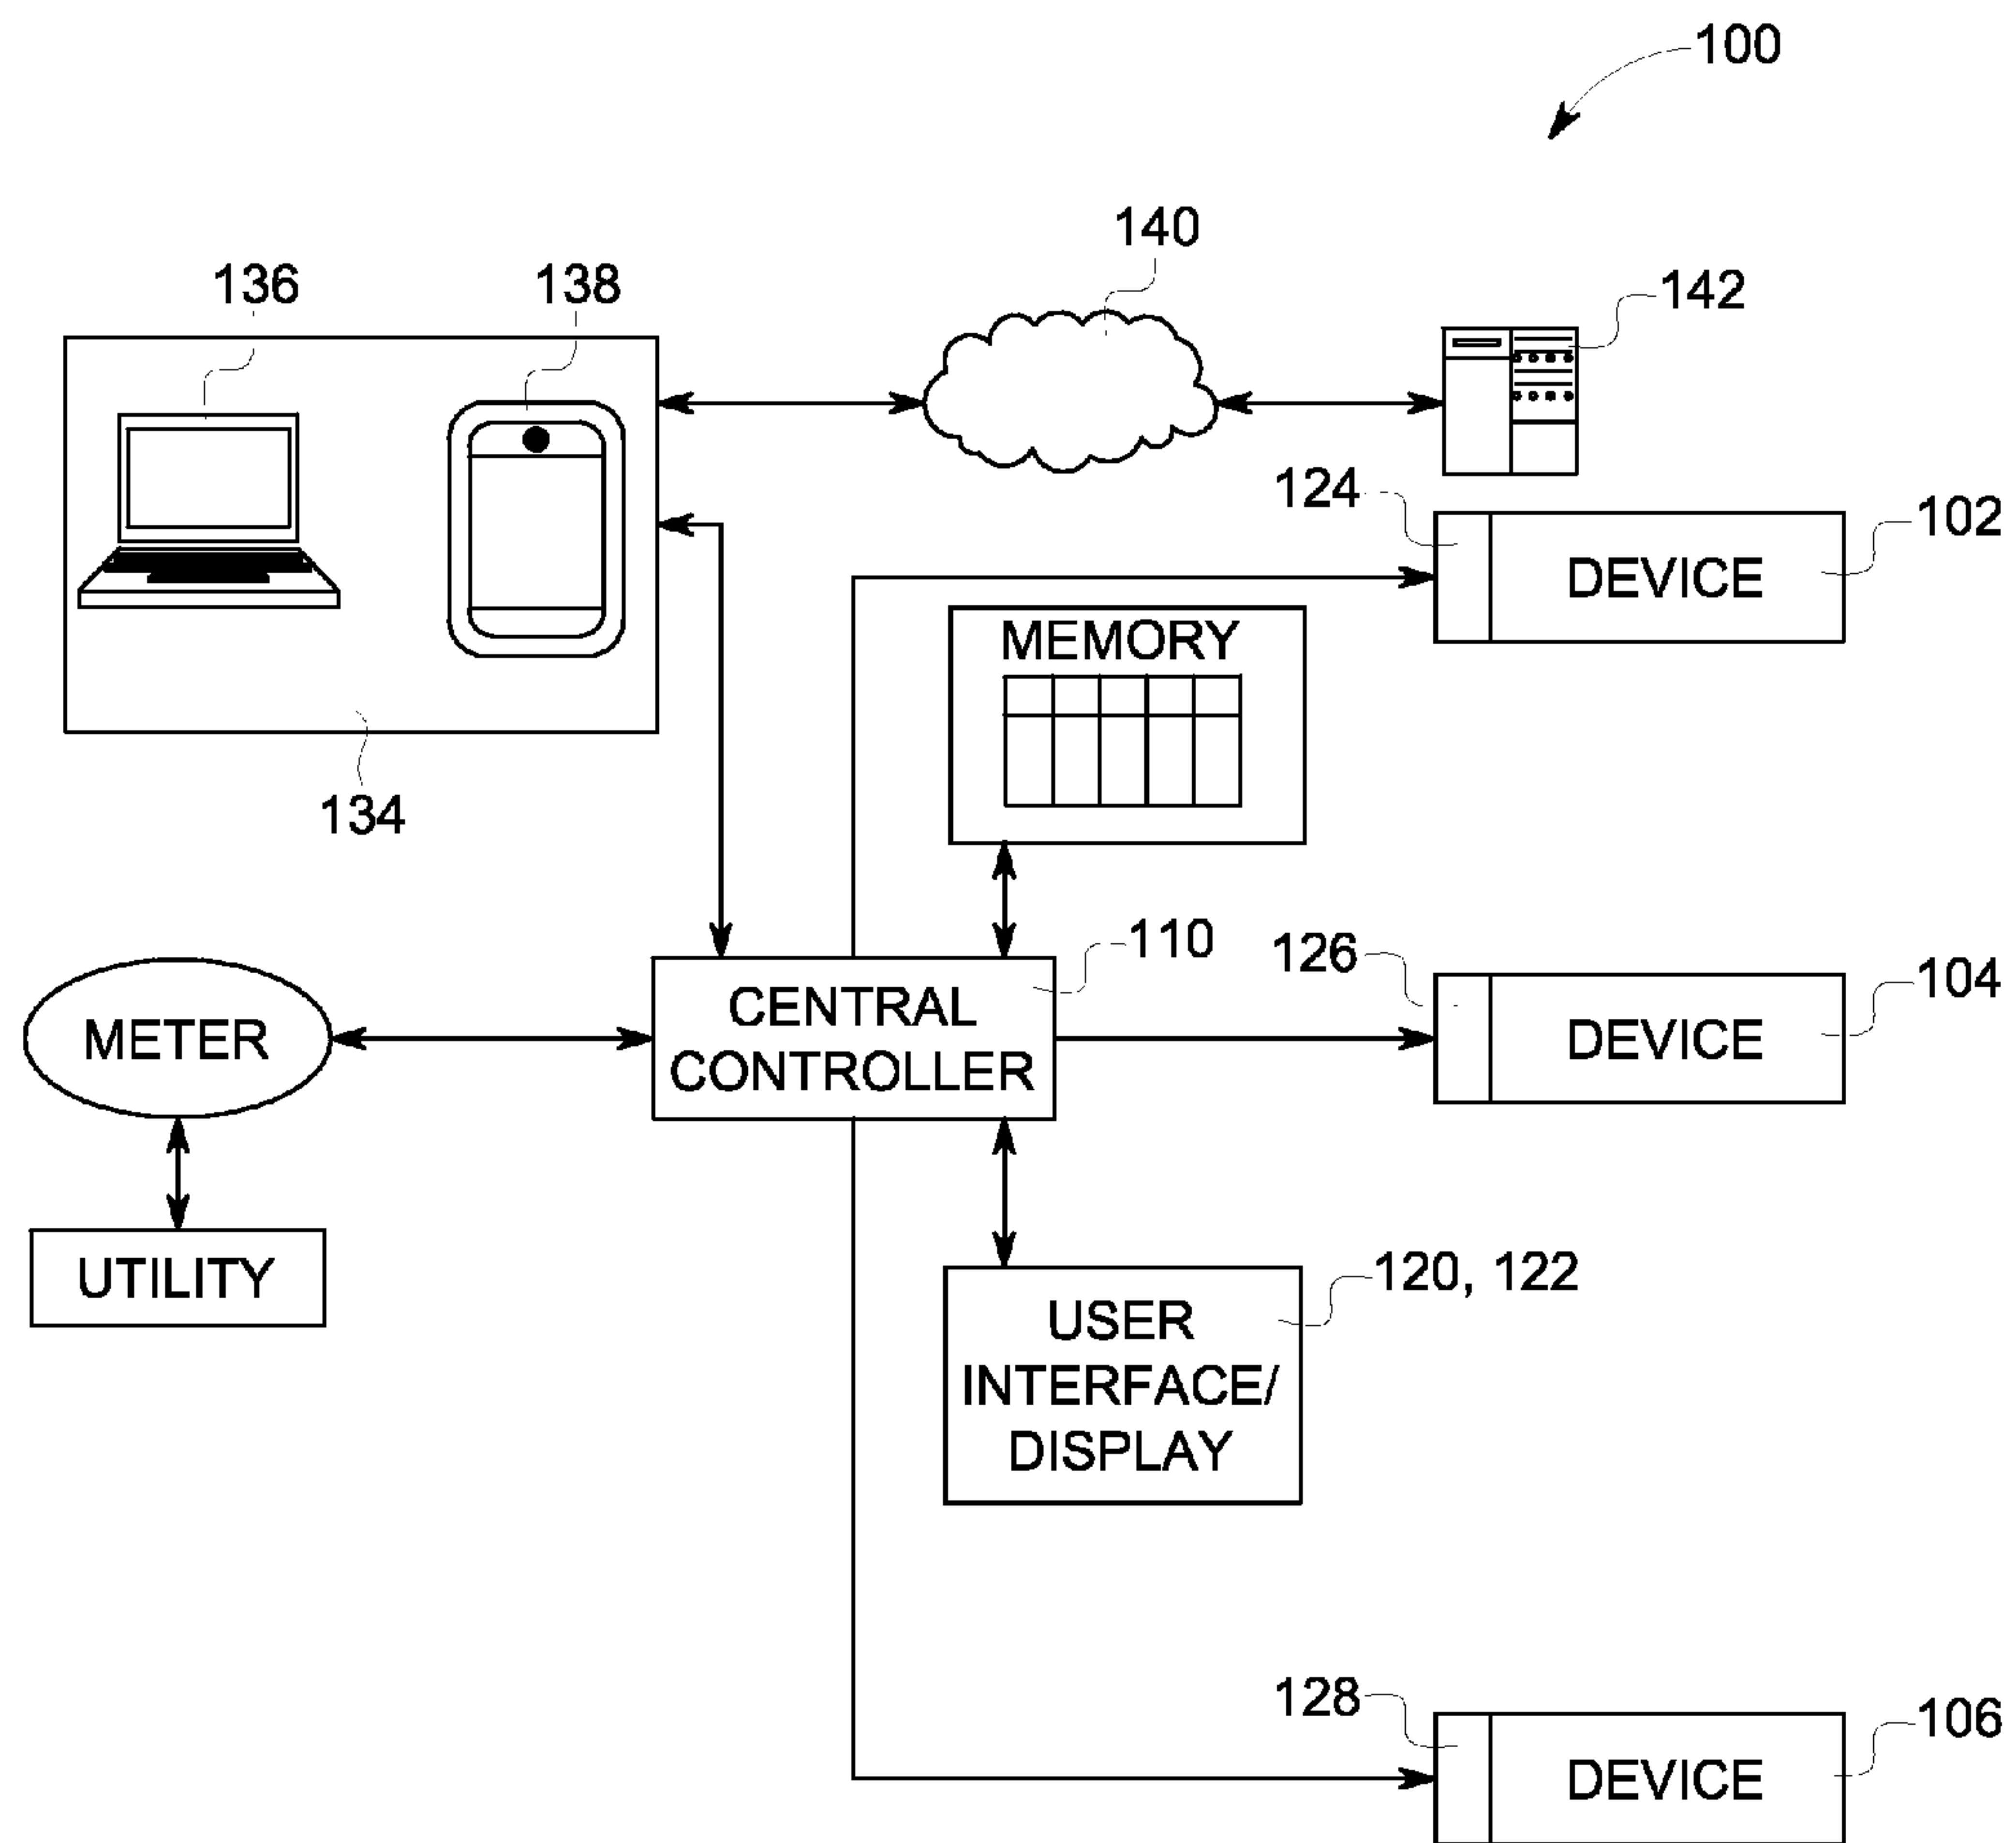 100
140
136
138
142
124
102
DEVICE
MEMORY
134
110
126
104
CENTRAL
CONTROLLER
METER
DEVICE
UTILITY
120, 122
USER
INTERFACE/
DISPLAY
128
106
DEVICE